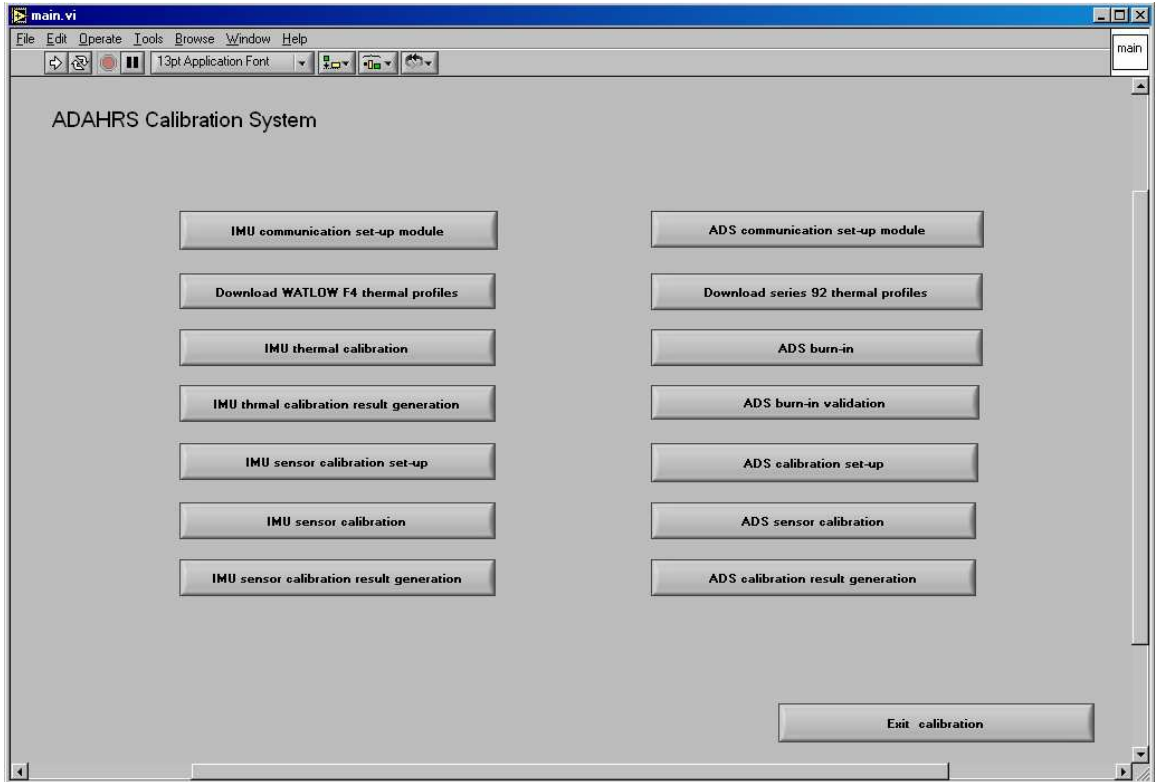 main.vi
File Edit Operate Tools Browse Window Help
13pt Application Font
main
ADAHRS Calibration System
IMU communication set-up module
ADS communication set-up module
Download WATLOW F4 thermal profiles
Download series 92 thermal profiles
IMU thermal calibration
ADS burn-in
IMU thrmal calibration result generation
ADS burn-in validation
IMU sensor calibration set-up
ADS calibration set-up
IMU sensor calibration
ADS sensor calibration
IMU sensor calibration result generation
ADS calibration result generation
Exit calibration